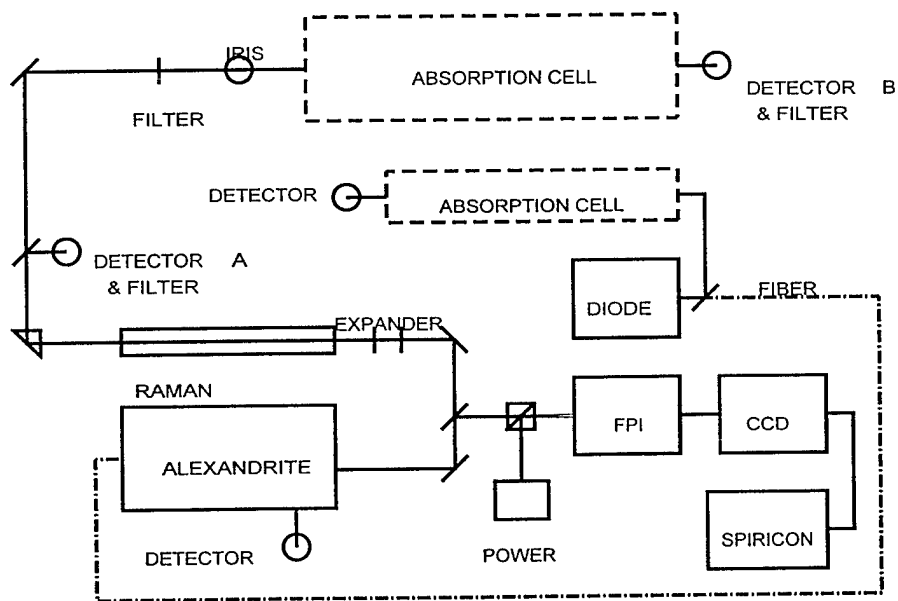 IRIS
ABSORPTION CELL
DETECTOR B
& FILTER
FILTER
DETECTOR
ABSORPTION CELL
DETECTOR A
& FILTER
DIODE
FIBER
EXPANDER
RAMAN
FPI
CCD
ALEXANDRITE
DETECTOR
POWER
SPIRICON